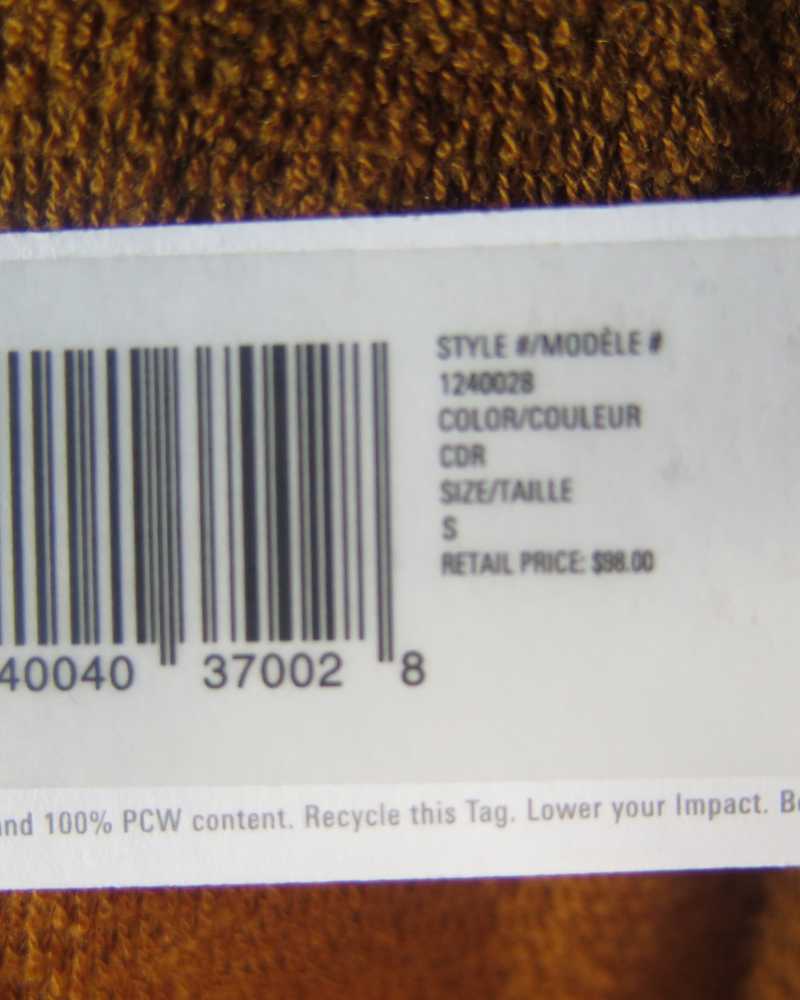 STYLE #/MODÈLE #
1240028
COLOR/COULEUR
CDR
SIZE/TAILLE
S
RETAIL PRICE: $98.00
40040 37002 8
100% PCW content. Recycle this Tag. Lower your Impact.